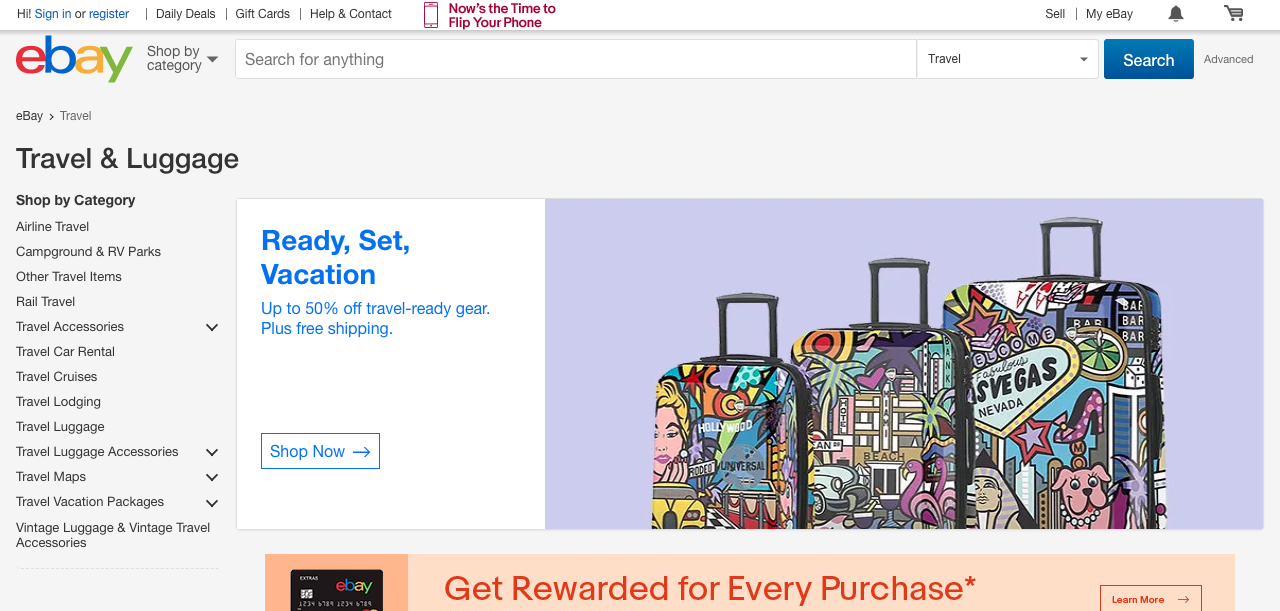 Hi! Sign in or register
Daily Deals
Gift Cards
Help & Contact
Now's the Time to
Flip Your Phone
Sell
My eBay
ebay
Shop by
category
Search for anything
Travel
Search
Advanced
eBay > Travel
Travel & Luggage
Shop by Category
Airline Travel
Campground & RV Parks
Other Travel Items
Rail Travel
Travel Accessories
Travel Car Rental
Travel Cruises
Travel Lodging
Travel Luggage
Travel Luggage Accessories
Travel Maps
Travel Vacation Packages
Vintage Luggage & Vintage Travel
Accessories
Ready, Set,
Vacation
Up to 50% off travel-ready gear.
Plus free shipping.
Shop Now
HOLLYWOOD
RODEO
UNIVERSAL
MOTEL
BEACH
BANK
BAR
BAR
BAR
BAR
WELCOME
Fabulous
VEGAS
NEVADA
EXTRAS
ebay
Get Rewarded for Every Purchase*
Learn More